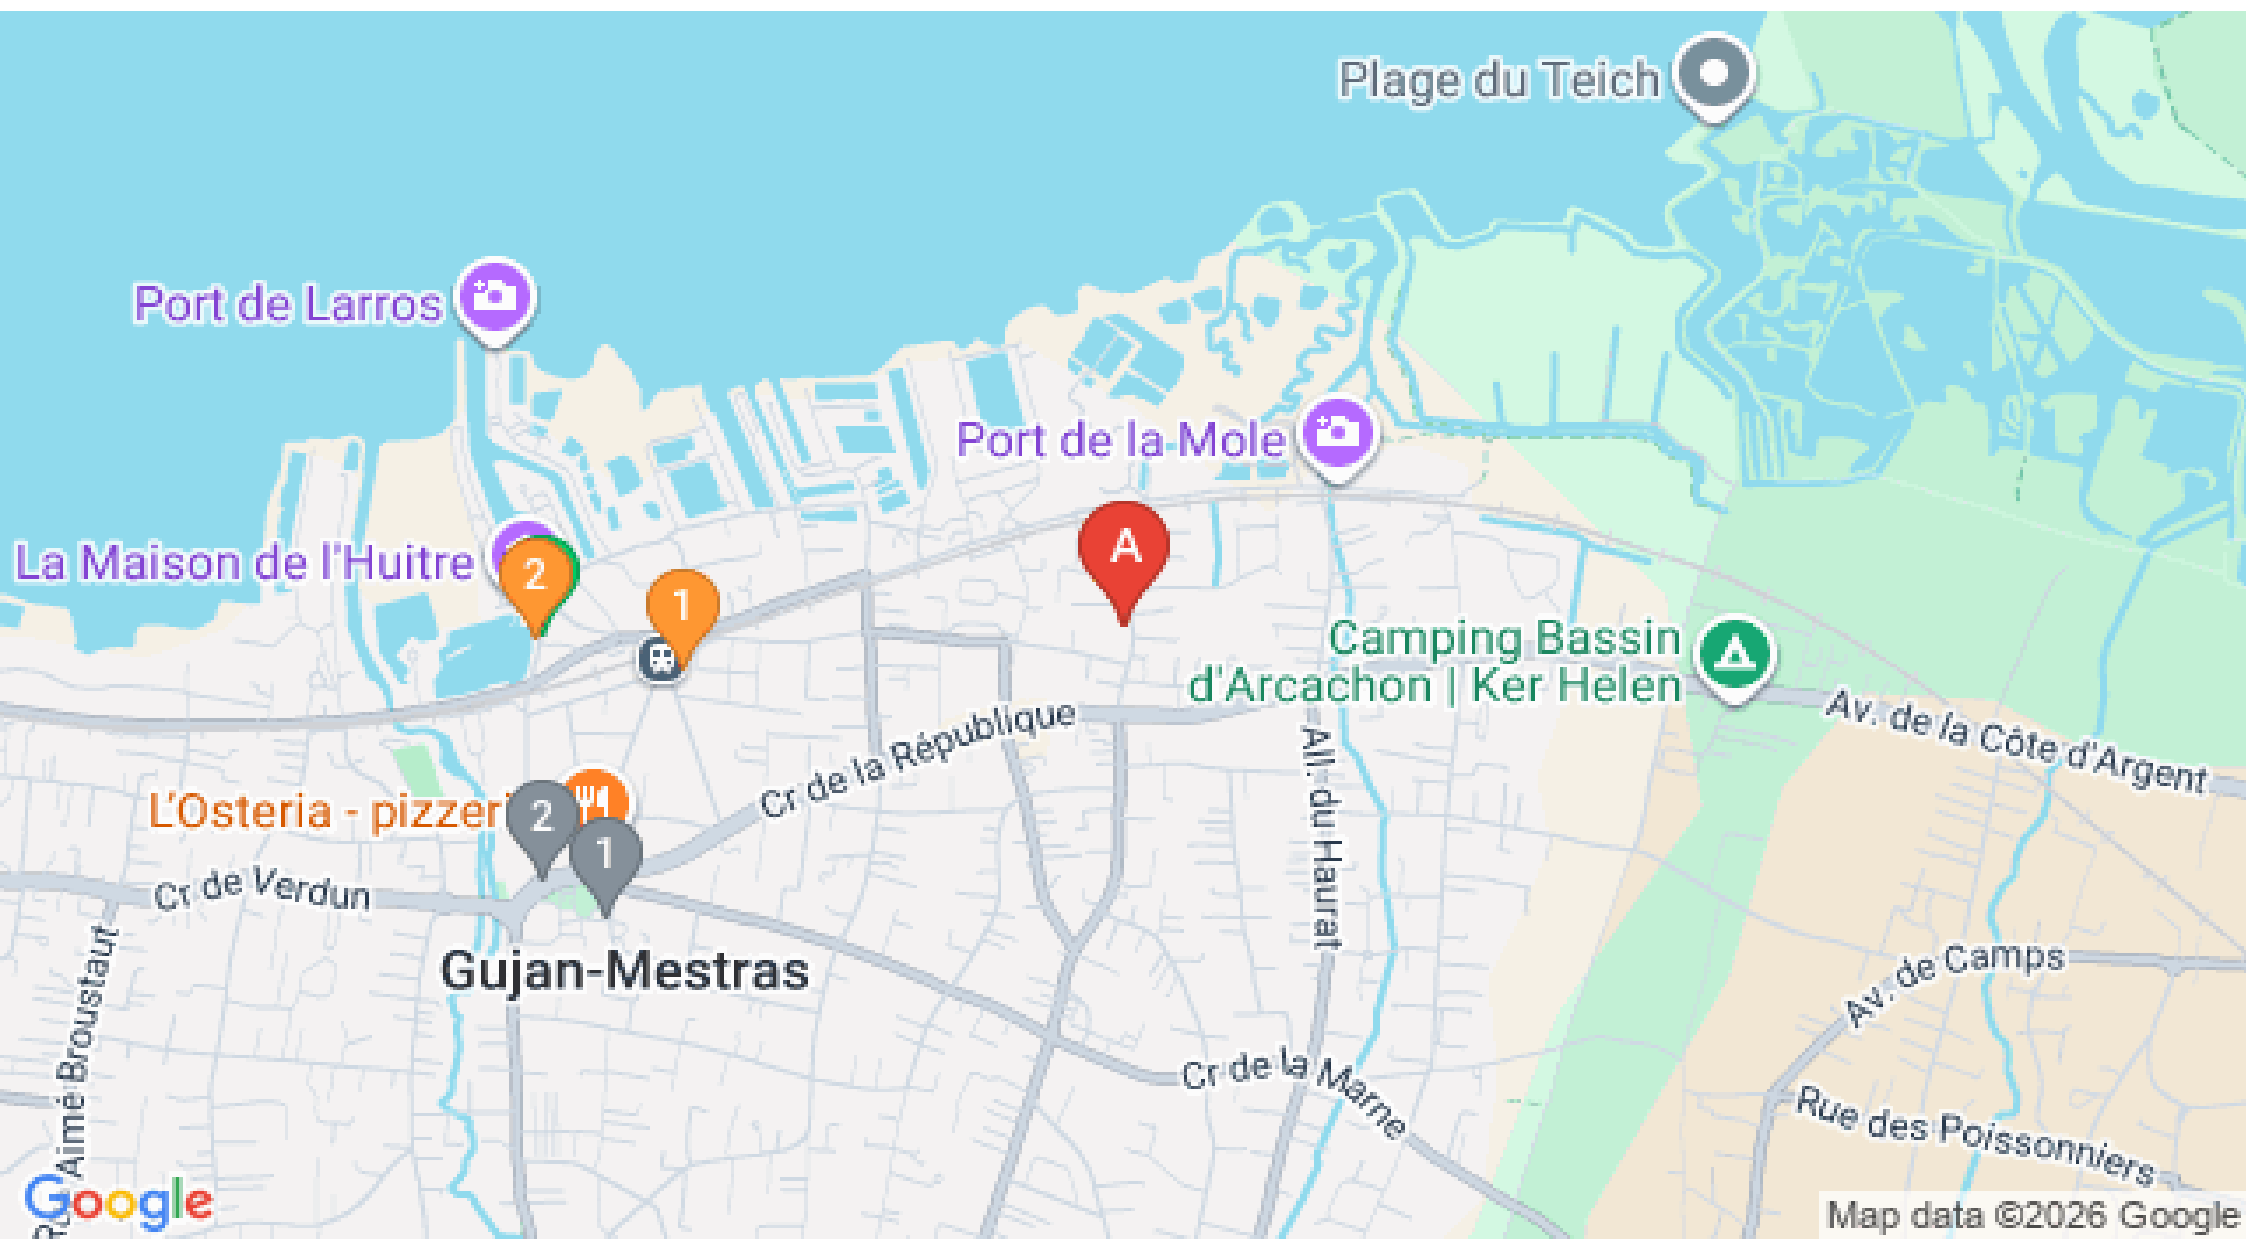 Plage du Teich
Port de Larros
Port de la Mole
A
La Maison de l'Huitre
2
1
Camping Bassin
d'Arcachon | Ker Helen
Av. de la Côte d'Argent
Cr de la République
All. du Haurat
L'Osteria - pizzeri
2
1
Cr de Verdun
Gujan-Mestras
Aimé Broustaut
Av. de Camps
Cr de la Marne
Rue des Poissonniers
Google
Map data ©2026 Google